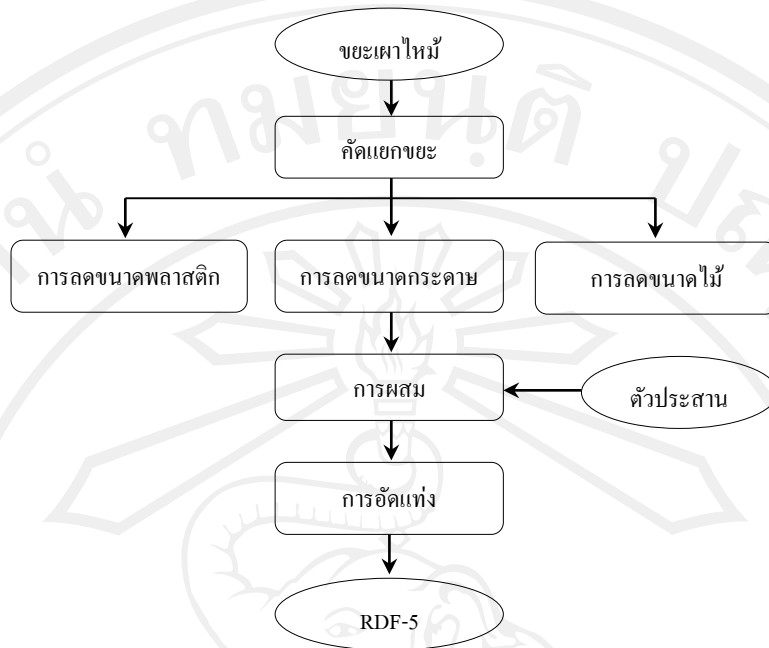 ขยะเผาไหม้
คัดแยกขยะ
การลดขนาดพลาสติก
การลดขนาดกระดาษ
การลดขนาดไม้
การผสม
ตัวประสาน
การอัดแท่ง
RDF-5